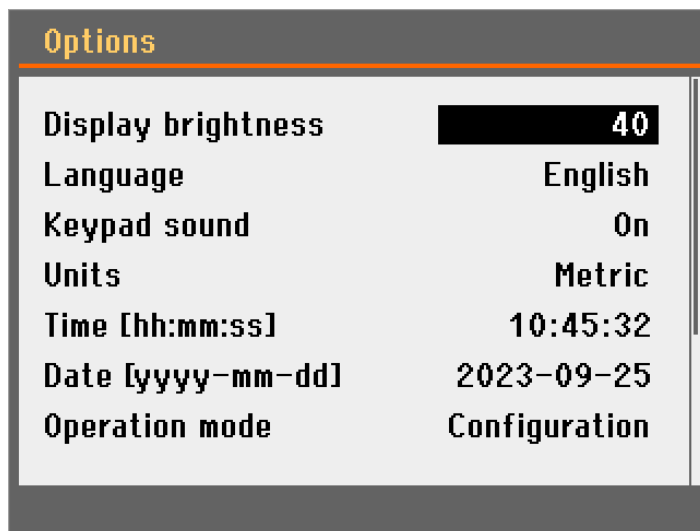 Options
Display brightness 40
Language English
Keypad sound On
Units Metric
Time [hh:mm:ss] 10:45:32
Date [yyyy-mm-dd] 2023-09-25
Operation mode Configuration